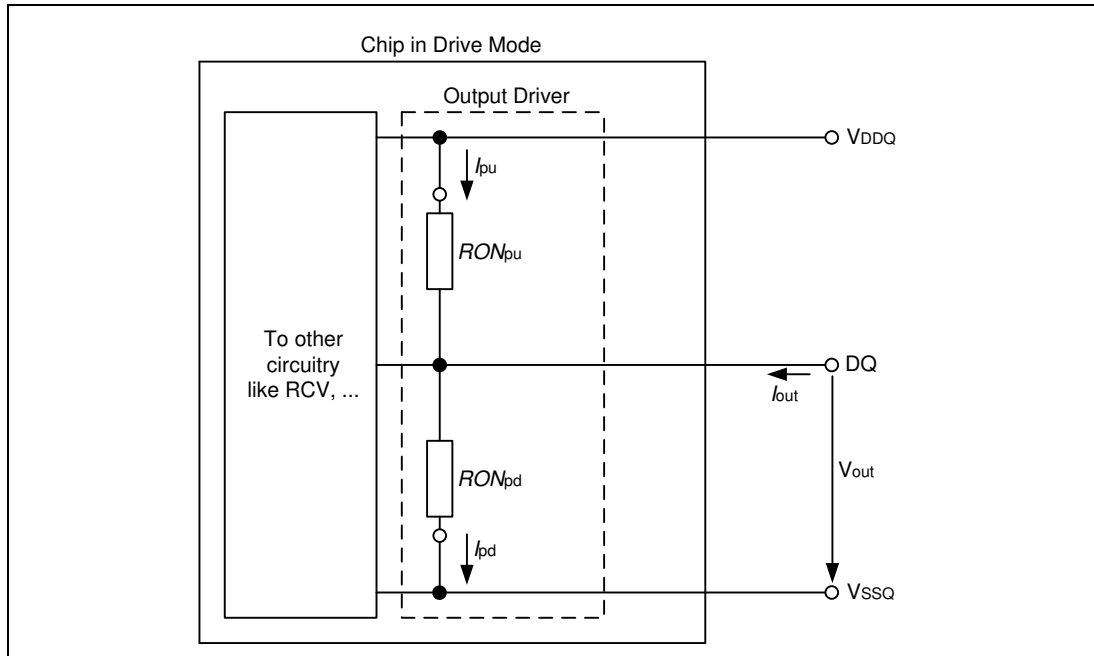 Chip in Drive Mode
Output Driver
VDDQ
Ipu
RONpu
To other
circuitry
like RCV, ...
DQ
Iout
RONpd
Vout
Ipd
VSSQ